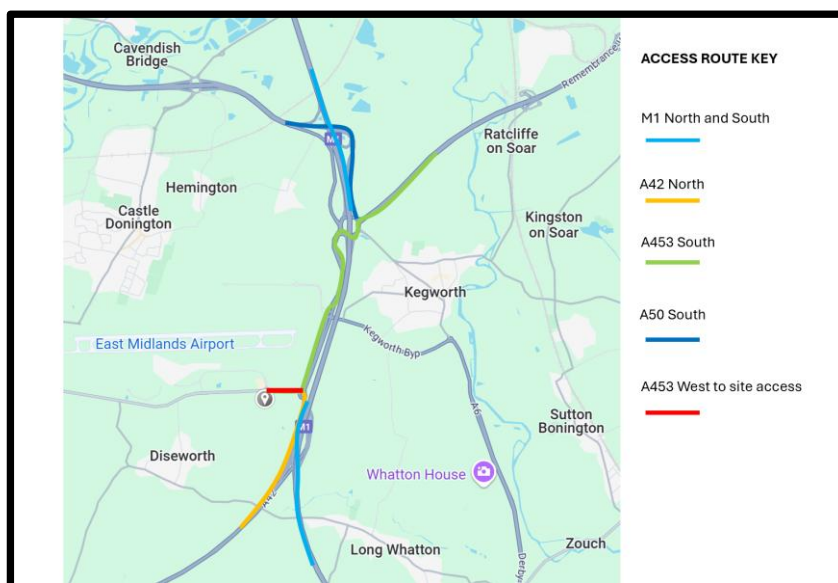 Cavendish
Bridge
Remembrance
M1
Ratcliffe
on Soar
Hemington
Castle
Donington
Kingston
on Soar
Kegworth
East Midlands Airport
Kegworth Byp
A6
M1
Sutton
Bonington
Diseworth
Whatton House
A42
Long Whatton
Zouch
Derby
ACCESS ROUTE KEY
M1 North and South
A42 North
A453 South
A50 South
A453 West to site access